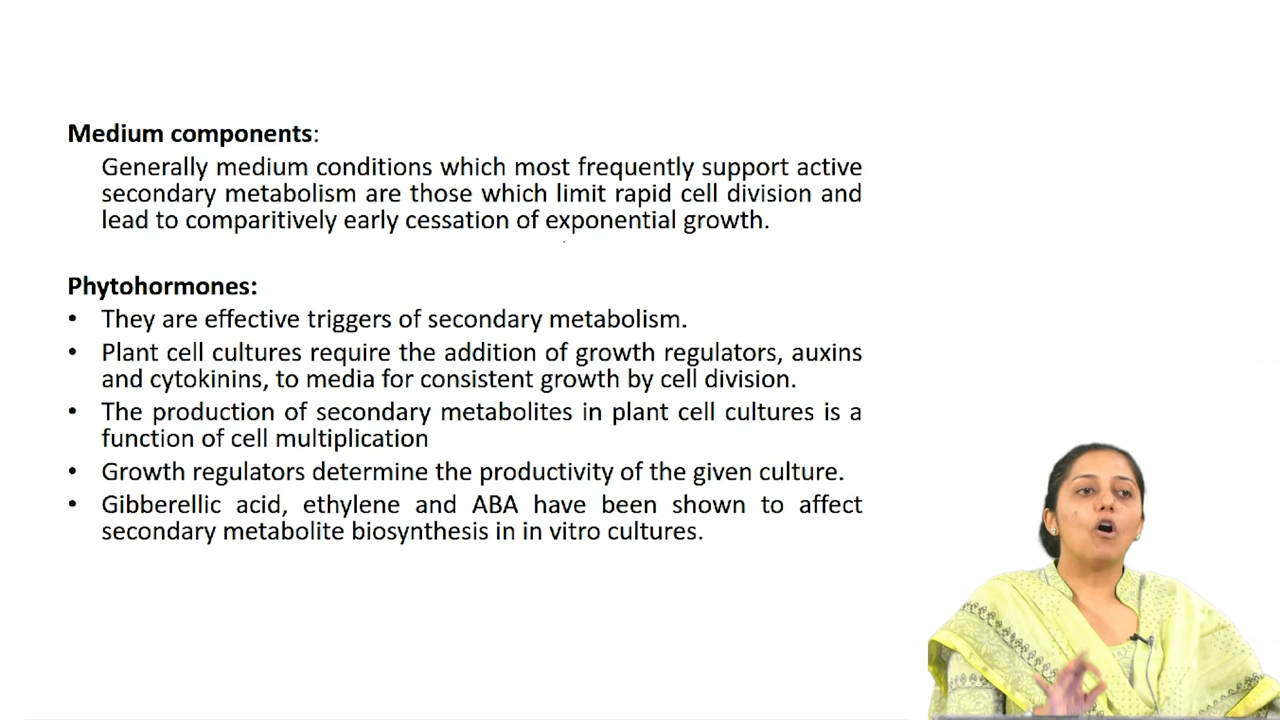 Medium components:
Generally medium conditions which most frequently support active
secondary metabolism are those which limit rapid cell division and
lead to comparitively early cessation of exponential growth.
Phytohormones:
• They are effective triggers of secondary metabolism.
• Plant cell cultures require the addition of growth regulators, auxins
and cytokinins, to media for consistent growth by cell division.
• The production of secondary metabolites in plant cell cultures is a
function of cell multiplication
• Growth regulators determine the productivity of the given culture.
• Gibberellic acid, ethylene and ABA have been shown to affect
secondary metabolite biosynthesis in in vitro cultures.